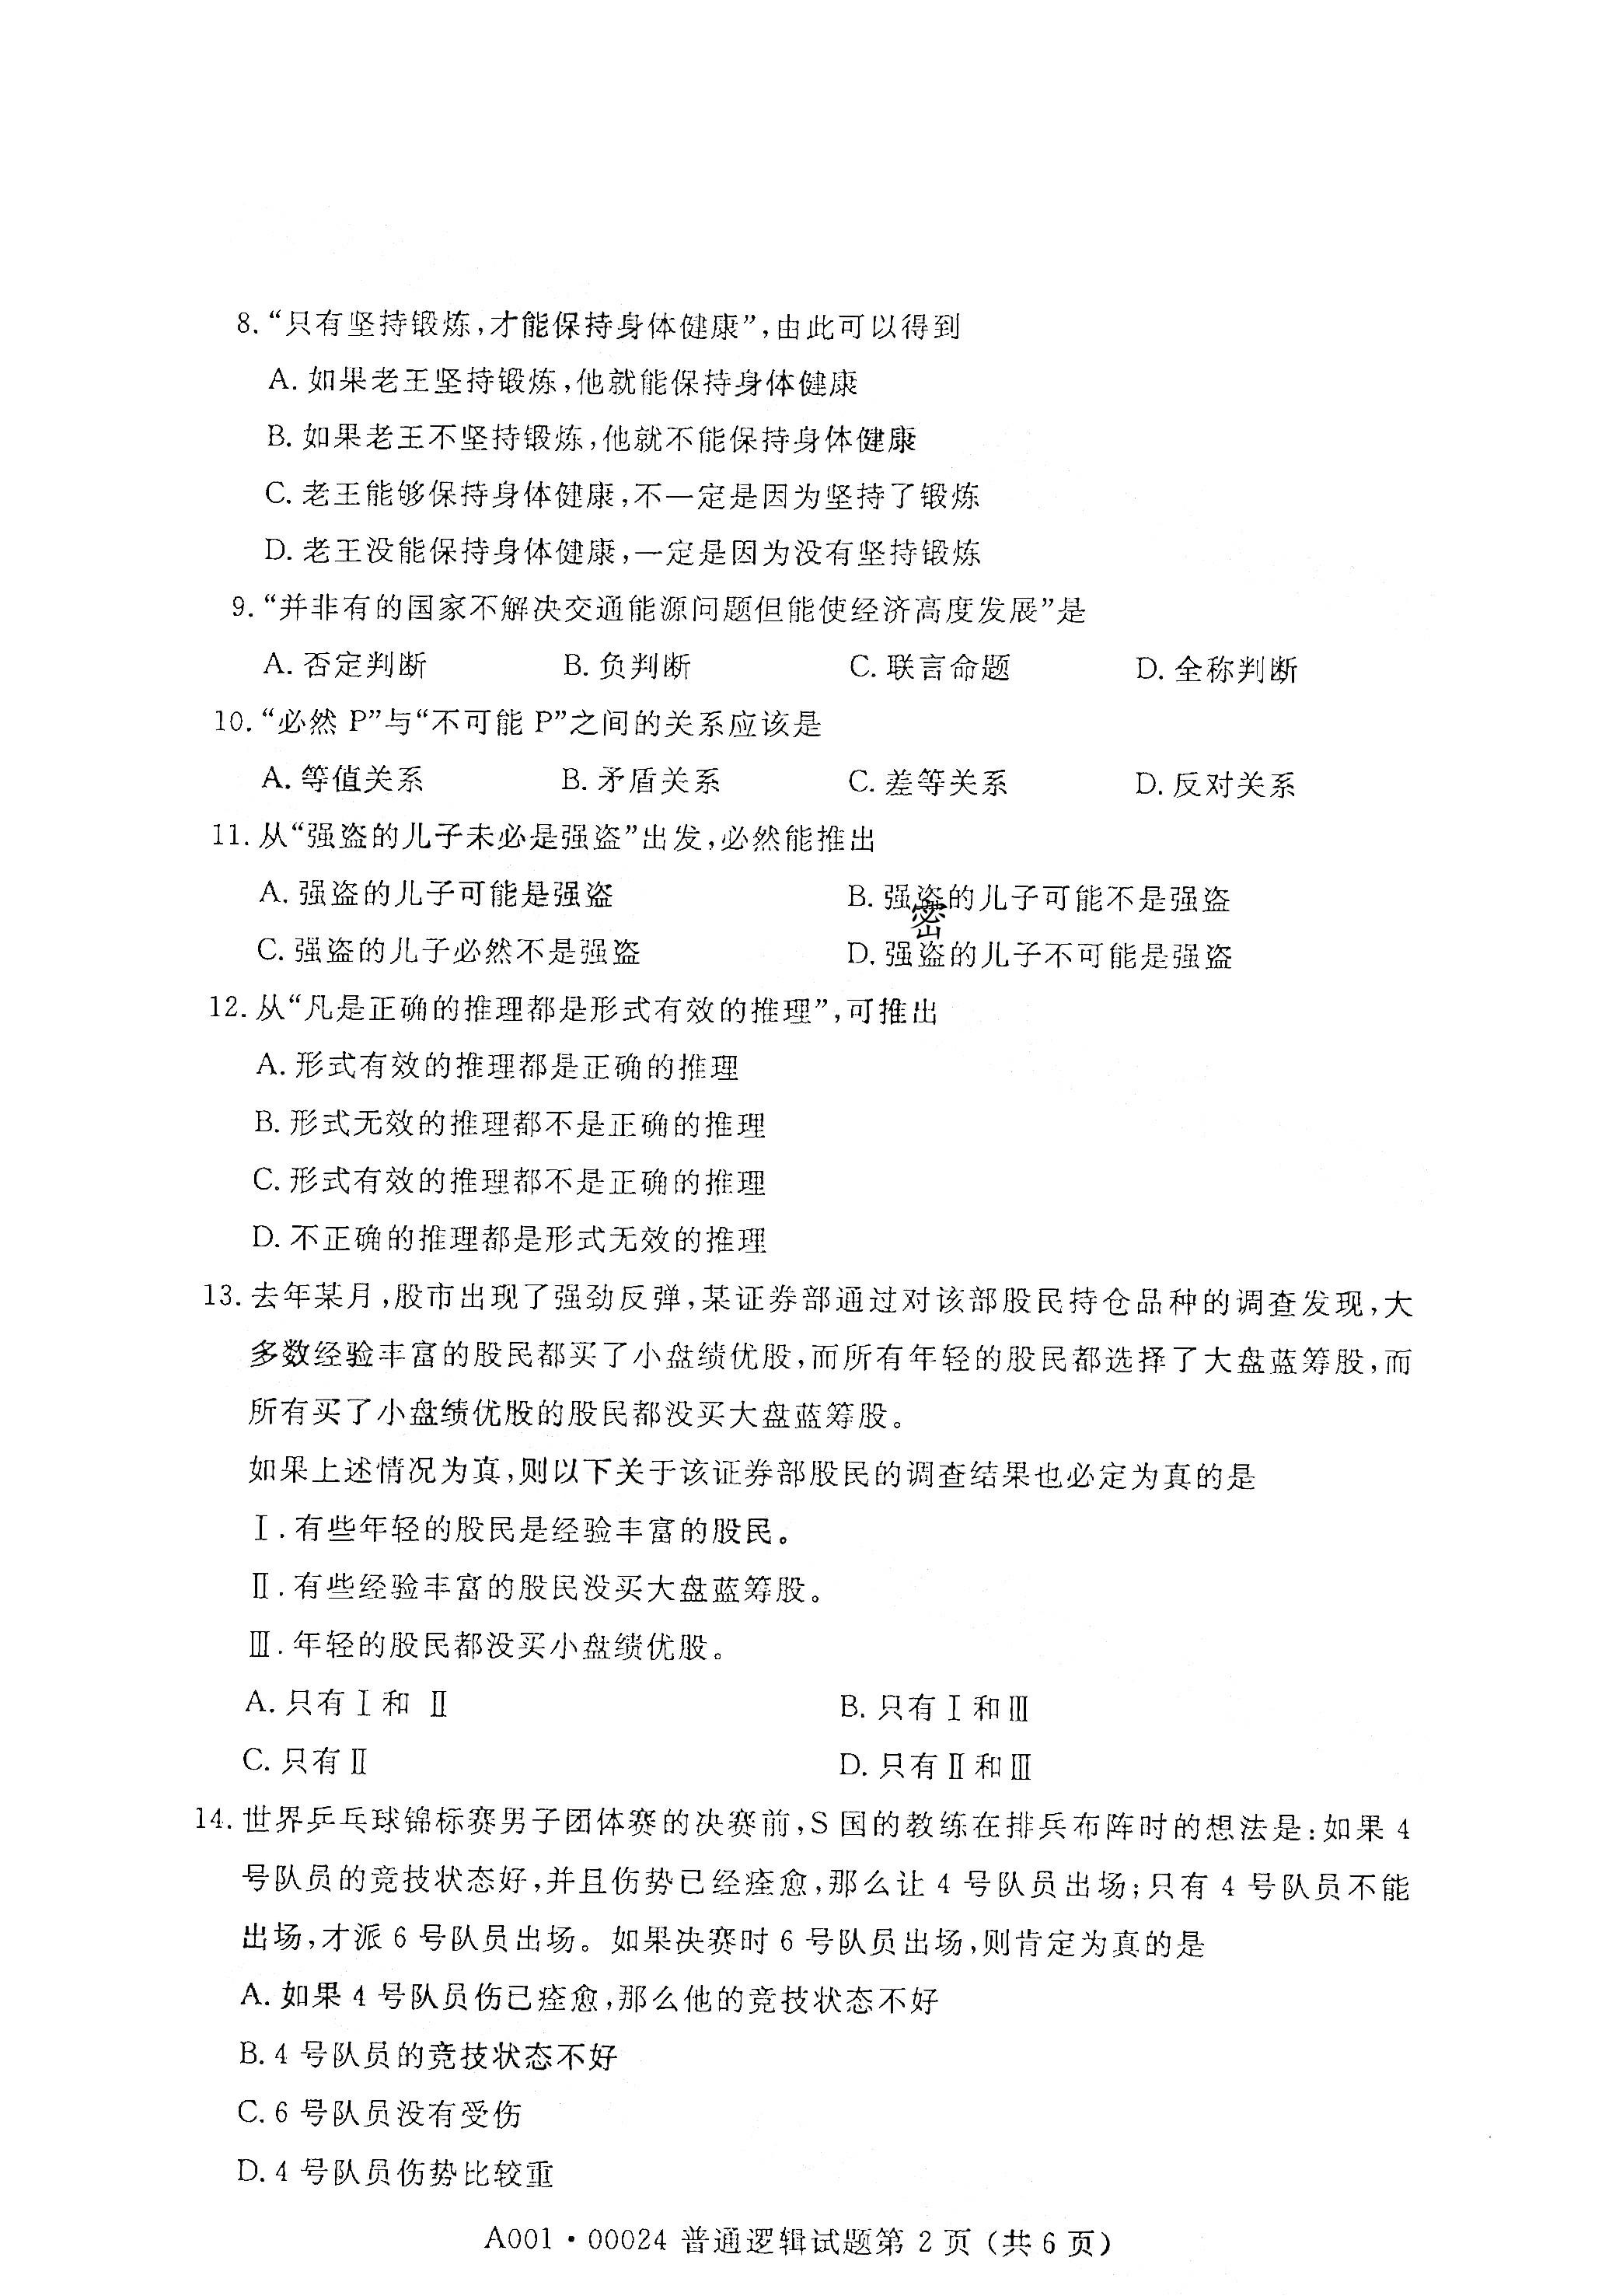 8.“只有坚持锻炼,才能保持身体健康”,由此可以得到
A. 如果老王坚持锻炼,他就能保持身体健康
B. 如果老王不坚持锻炼,他就不能保持身体健康
C. 老王能够保持身体健康,不一定是因为坚持了锻炼
D. 老王没能保持身体健康,一定是因为没有坚持锻炼
9.“并非有的国家不解决交通能源问题但能使经济高度发展”是
A. 否定判断 B. 负判断 C. 联言命题 D. 全称判断
10.“必然 P”与“不可能 P”之间的关系应该是
A. 等值关系 B. 矛盾关系 C. 差等关系 D. 反对关系
11. 从“强盗的儿子未必是强盗”出发,必然能推出
A. 强盗的儿子可能是强盗 B. 强盗的儿子可能不是强盗
密
C. 强盗的儿子必然不是强盗 D. 强盗的儿子不可能是强盗
12. 从“凡是正确的推理都是形式有效的推理”,可推出
A. 形式有效的推理都是正确的推理
B. 形式无效的推理都不是正确的推理
C. 形式有效的推理都不是正确的推理
D. 不正确的推理都是形式无效的推理
13. 去年某月,股市出现了强劲反弹,某证券部通过对该部股民持仓品种的调查发现,大
多数经验丰富的股民都买了小盘绩优股,而所有年轻的股民都选择了大盘蓝筹股,而
所有买了小盘绩优股的股民都没买大盘蓝筹股。
如果上述情况为真,则以下关于该证券部股民的调查结果也必定为真的是
Ⅰ. 有些年轻的股民是经验丰富的股民。
Ⅱ. 有些经验丰富的股民没买大盘蓝筹股。
Ⅲ. 年轻的股民都没买小盘绩优股。
A. 只有Ⅰ和 Ⅱ B. 只有Ⅰ和Ⅲ
C. 只有Ⅱ D. 只有Ⅱ和Ⅲ
14. 世界乒乓球锦标赛男子团体赛的决赛前,S 国的教练在排兵布阵时的想法是:如果 4
号队员的竞技状态好,并且伤势已经痊愈,那么让 4 号队员出场;只有 4 号队员不能
出场,才派 6 号队员出场。如果决赛时 6 号队员出场,则肯定为真的是
A. 如果 4 号队员伤已痊愈,那么他的竞技状态不好
B. 4 号队员的竞技状态不好
C. 6 号队员没有受伤
D. 4 号队员伤势比较重
A001·00024 普通逻辑试题第 2 页(共 6 页)